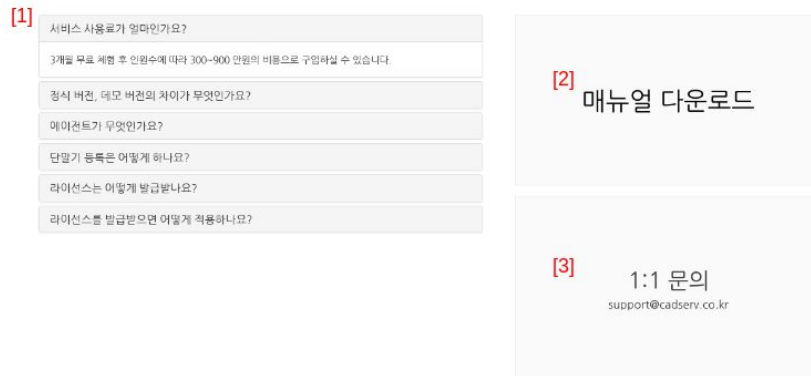 [1]
서비스 사용료가 얼마인가요?
3개월 무료 체험 후 인원수에 따라 300~900 만원의 비용으로 구입하실 수 있습니다.
정식 버전, 데모 버전의 차이가 무엇인가요?
에이전트가 무엇인가요?
단말기 등록은 어떻게 하나요?
라이선스는 어떻게 발급받나요?
라이선스를 발급받으면 어떻게 적용하나요?
[2]
매뉴얼 다운로드
[3]
1:1 문의
support@cadserv.co.kr